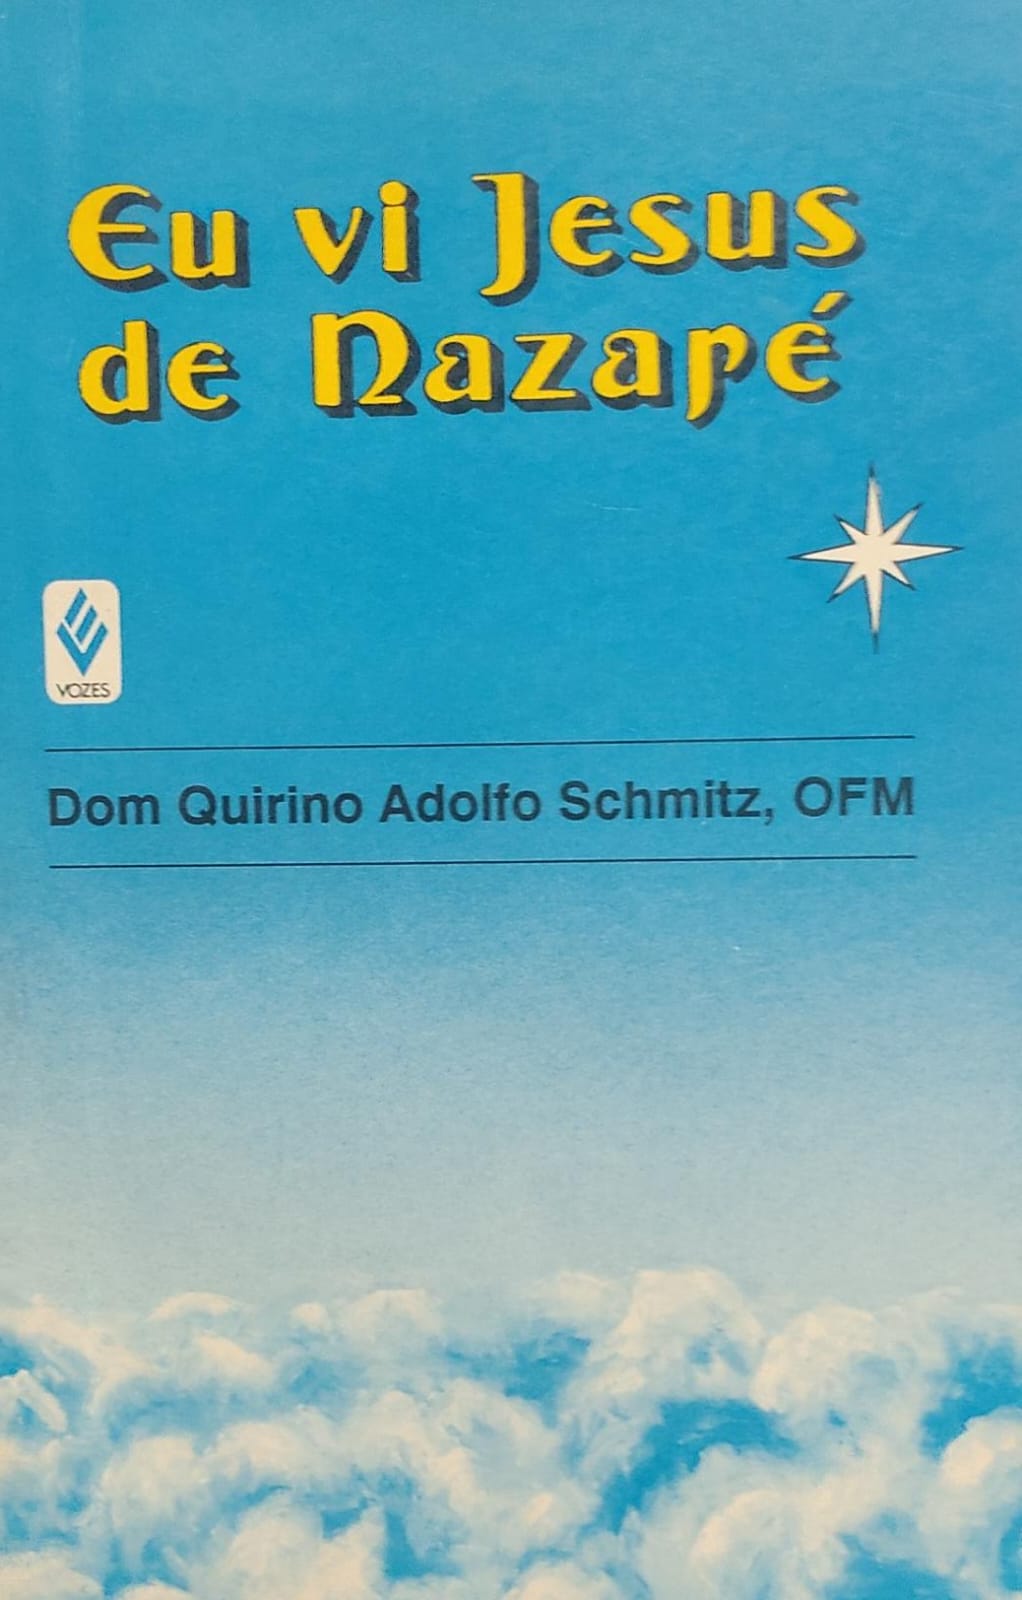 Eu vi Jesus
de Nazaré
VOZES
Dom Quirino Adolfo Schmitz, OFM